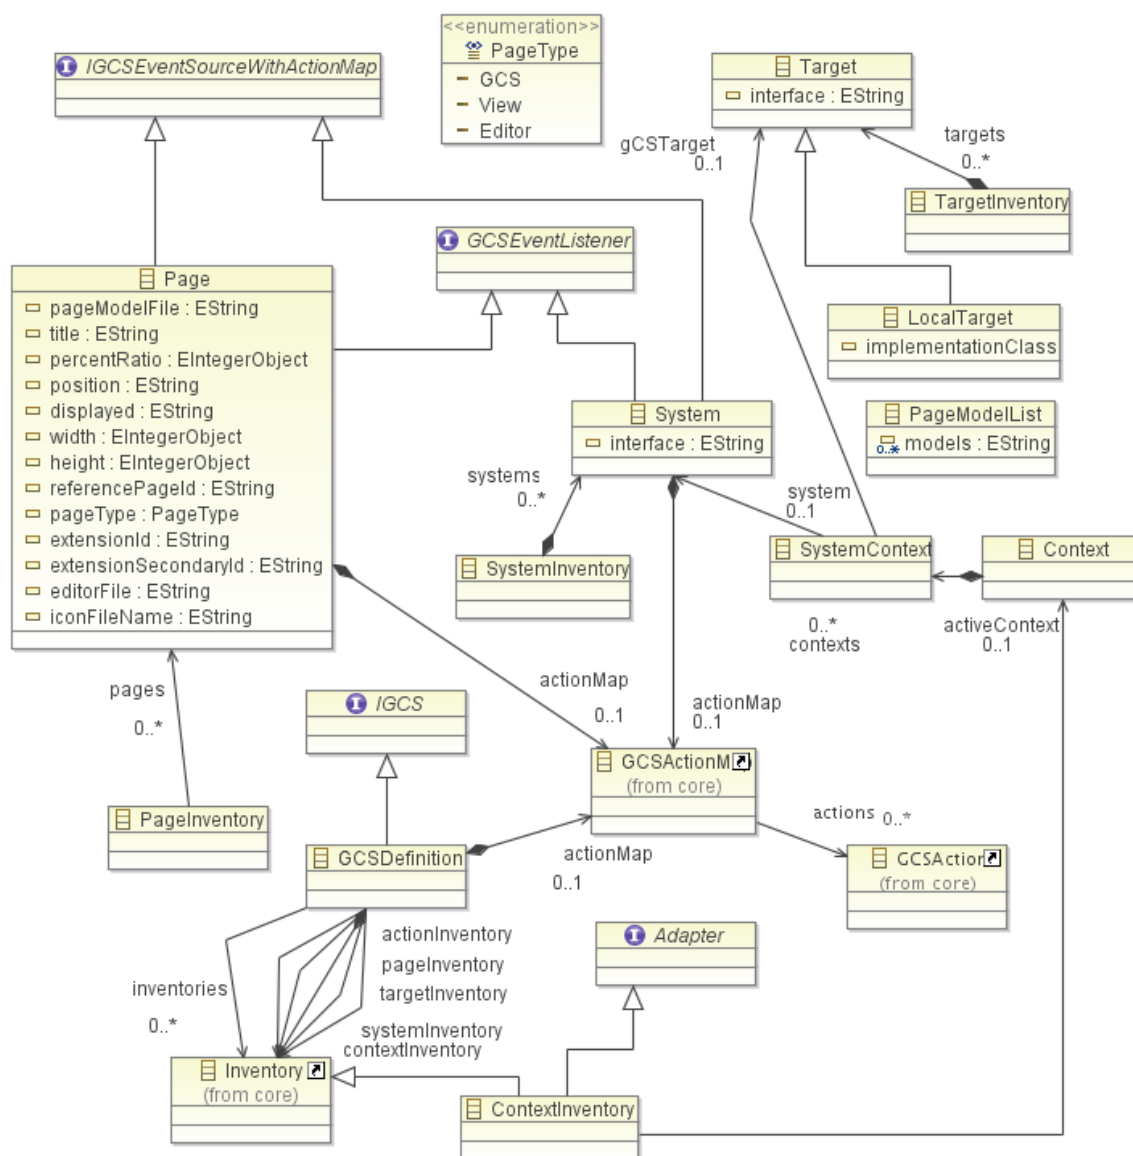 <<enumeration>>
PageType
GCS
View
Editor
IGCSEventSourceWithActionMap
Target
interface : EString
gCSTarget
0..1
targets
0..*
TargetInventory
GCSEventListener
Page
pageModelFile : EString
title : EString
percentRatio : EIntegerObject
position : EString
displayed : EString
width : EIntegerObject
height : EIntegerObject
referencePageId : EString
pageType : PageType
extensionId : EString
extensionSecondaryId : EString
editorFile : EString
iconFileName : EString
LocalTarget
implementationClass
System
interface : EString
PageModelList
0..*
models : EString
systems
0..*
system
0..1
SystemInventory
SystemContext
Context
0..*
contexts
activeContext
0..1
pages
0..*
actionMap
0..1
actionMap
0..1
IGCS
GCSActionM
(from core)
PageInventory
actions
0..*
GCSDefinition
actionMap
0..1
GCSAction
(from core)
actionInventory
pageInventory
targetInventory
systemInventory
contextInventory
Adapter
inventories
0..*
Inventory
(from core)
ContextInventory